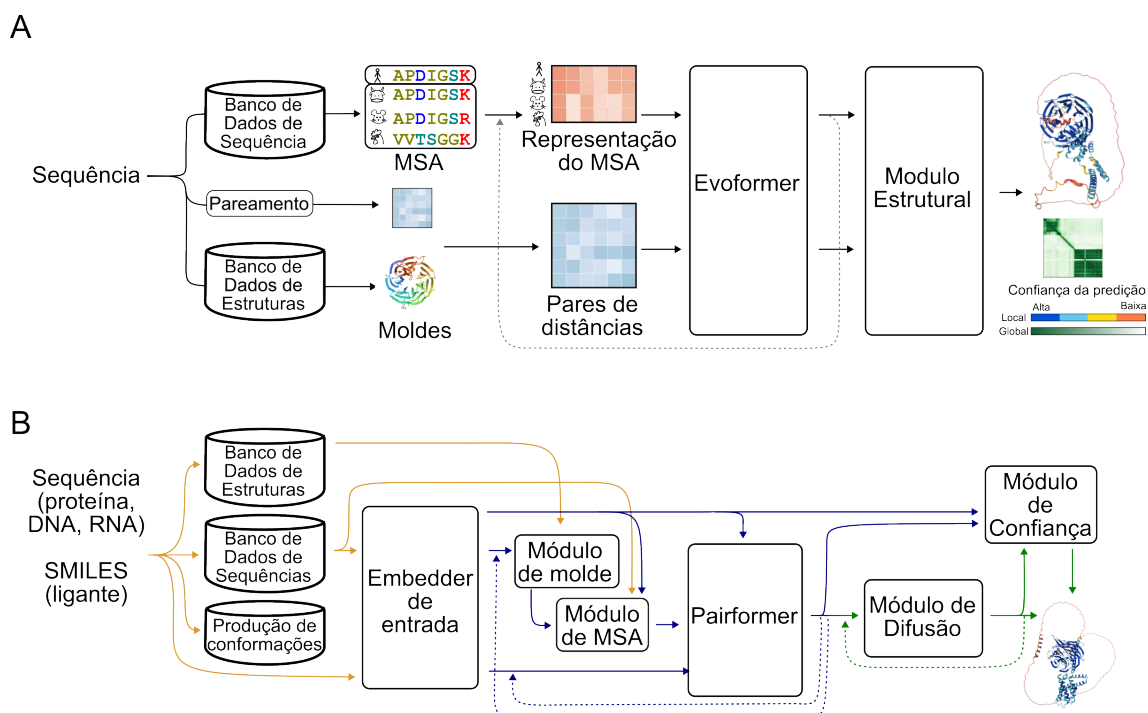 A
Sequência
Banco de
Dados de
Sequência
Pareamento
Banco de
Dados de
Estruturas
APDIGSK
APDIGSK
APDIGSR
VVTSGGK
MSA
Moldes
Representação
do MSA
Pares de
distâncias
Evoformer
Modulo
Estrutural
Confiança da predição
Alta
Baixa
Local
Global
B
Sequência
(proteína,
DNA, RNA)
SMILES
(ligante)
Banco de
Dados de
Estruturas
Banco de
Dados de
Sequências
Produção de
conformações
Embedder
de
entrada
Módulo
de molde
Módulo
de MSA
Pairformer
Módulo de
Difusão
Módulo
de
Confiança